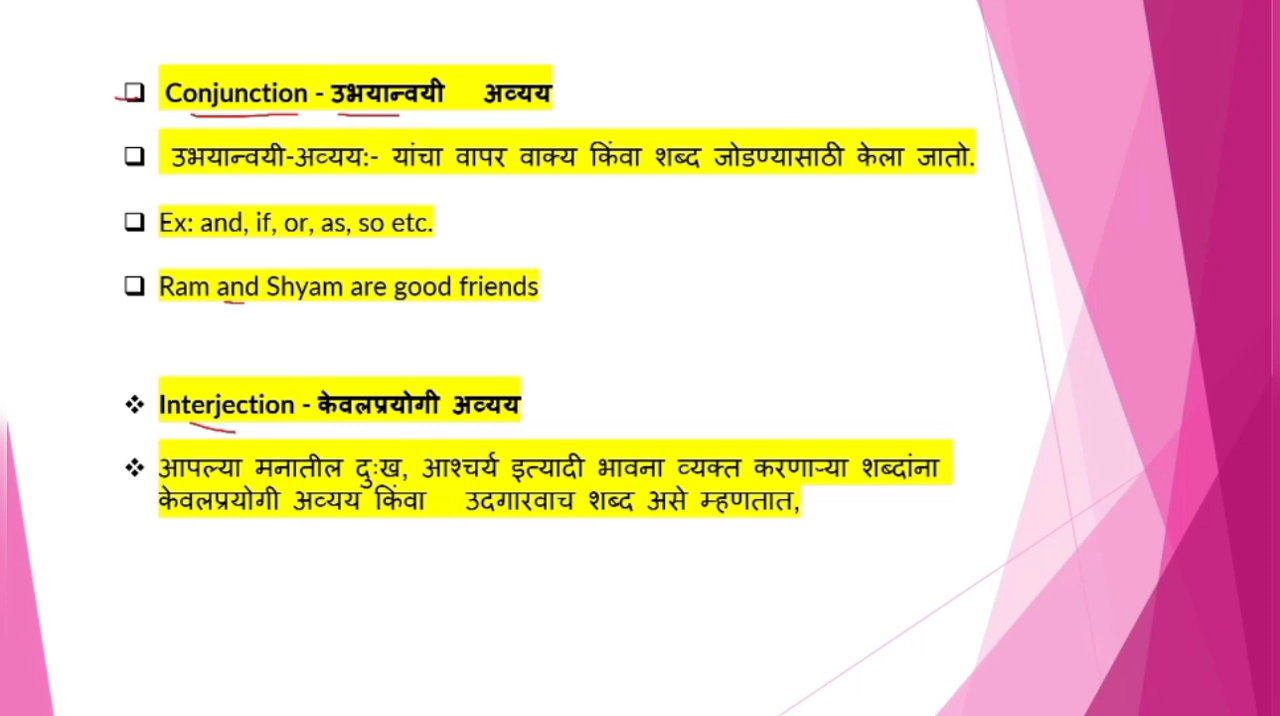 Conjunction - उभयान्वयी अव्यय
उभयान्वयी-अव्यय:- यांचा वापर वाक्य किंवा शब्द जोडण्यासाठी केला जातो.
Ex: and, if, or, as, so etc.
Ram and Shyam are good friends
Interjection - केवलप्रयोगी अव्यय
आपल्या मनातील दुःख, आश्चर्य इत्यादी भावना व्यक्त करणाऱ्या शब्दांना
केवलप्रयोगी अव्यय किंवा उदगारवाच शब्द असे म्हणतात,